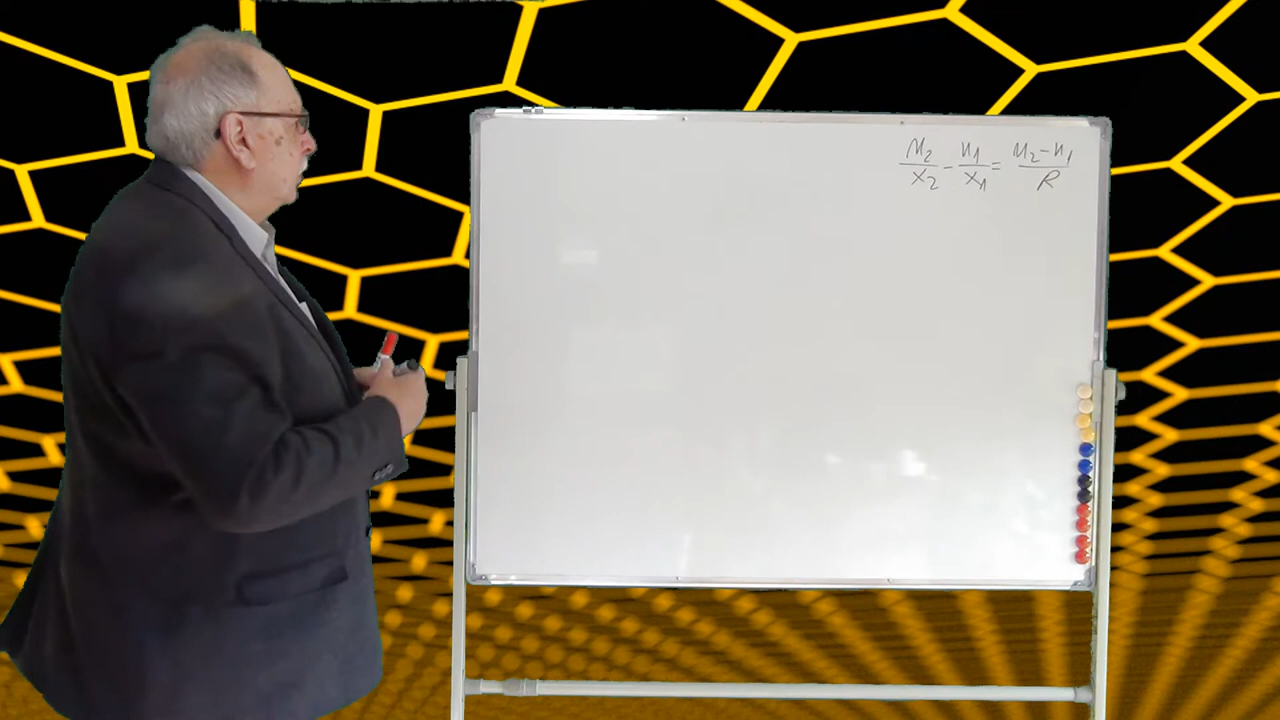 n₂/x₂ - n₁/x₁ = n₂-n₁/R